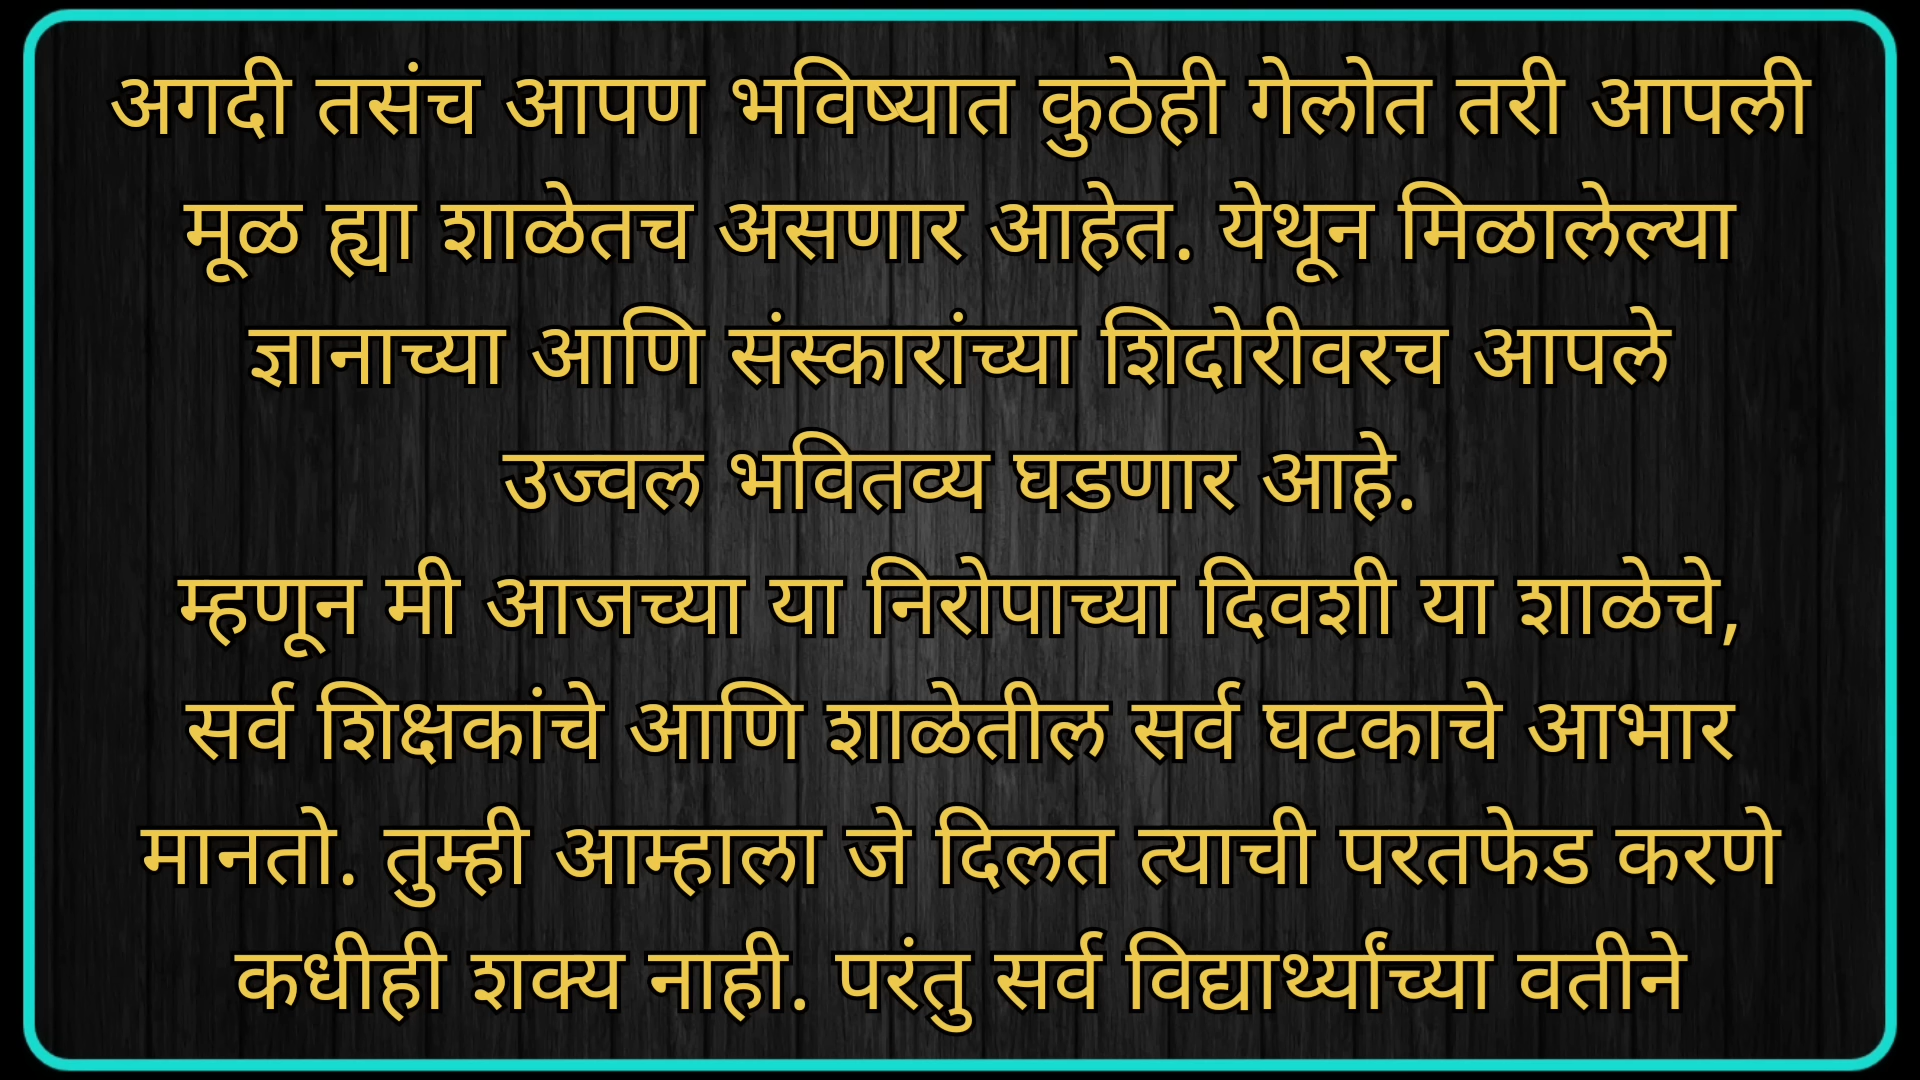 अगदी तसंच आपण भविष्यात कुठेही गेलोत तरी आपली
मूळ ह्या शाळेतच असणार आहेत. येथून मिळालेल्या
ज्ञानाच्या आणि संस्कारांच्या शिदोरीवरच आपले
उज्वल भवितव्य घडणार आहे.
म्हणून मी आजच्या या निरोपाच्या दिवशी या शाळेचे,
सर्व शिक्षकांचे आणि शाळेतील सर्व घटकाचे आभार
मानतो. तुम्ही आम्हाला जे दिलत त्याची परतफेड करणे
कधीही शक्य नाही. परंतु सर्व विद्यार्थ्यांच्या वतीने